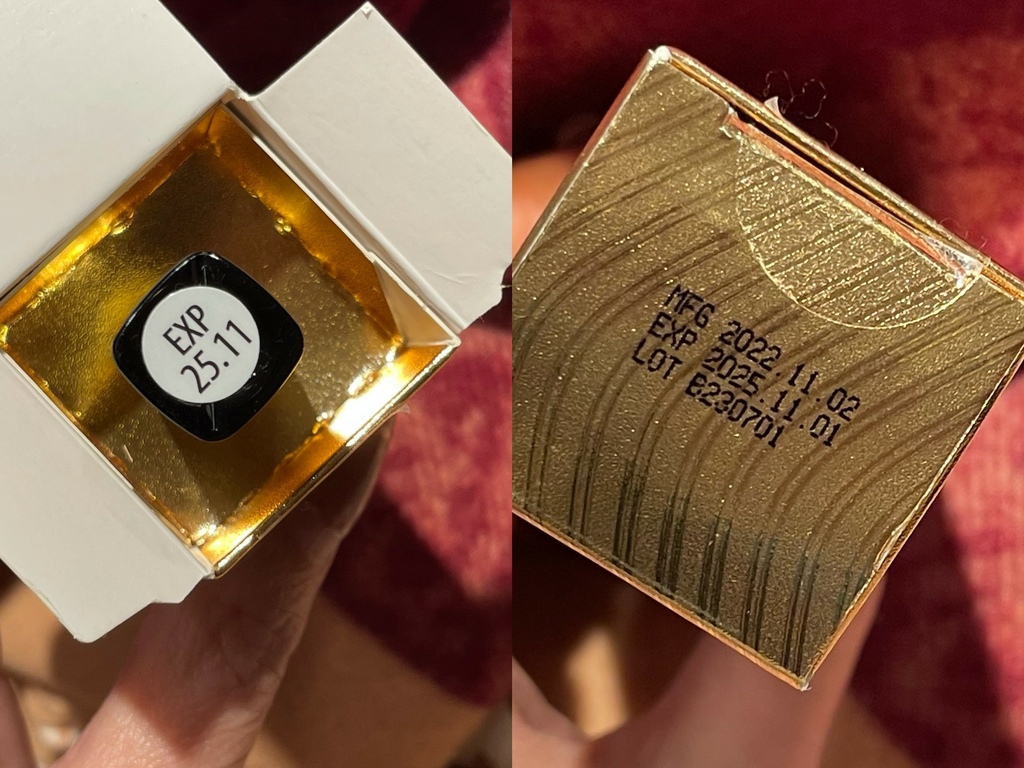 EXP
25.11
MFG 2022.11.02
EXP 2025.11.01
LOT B230701